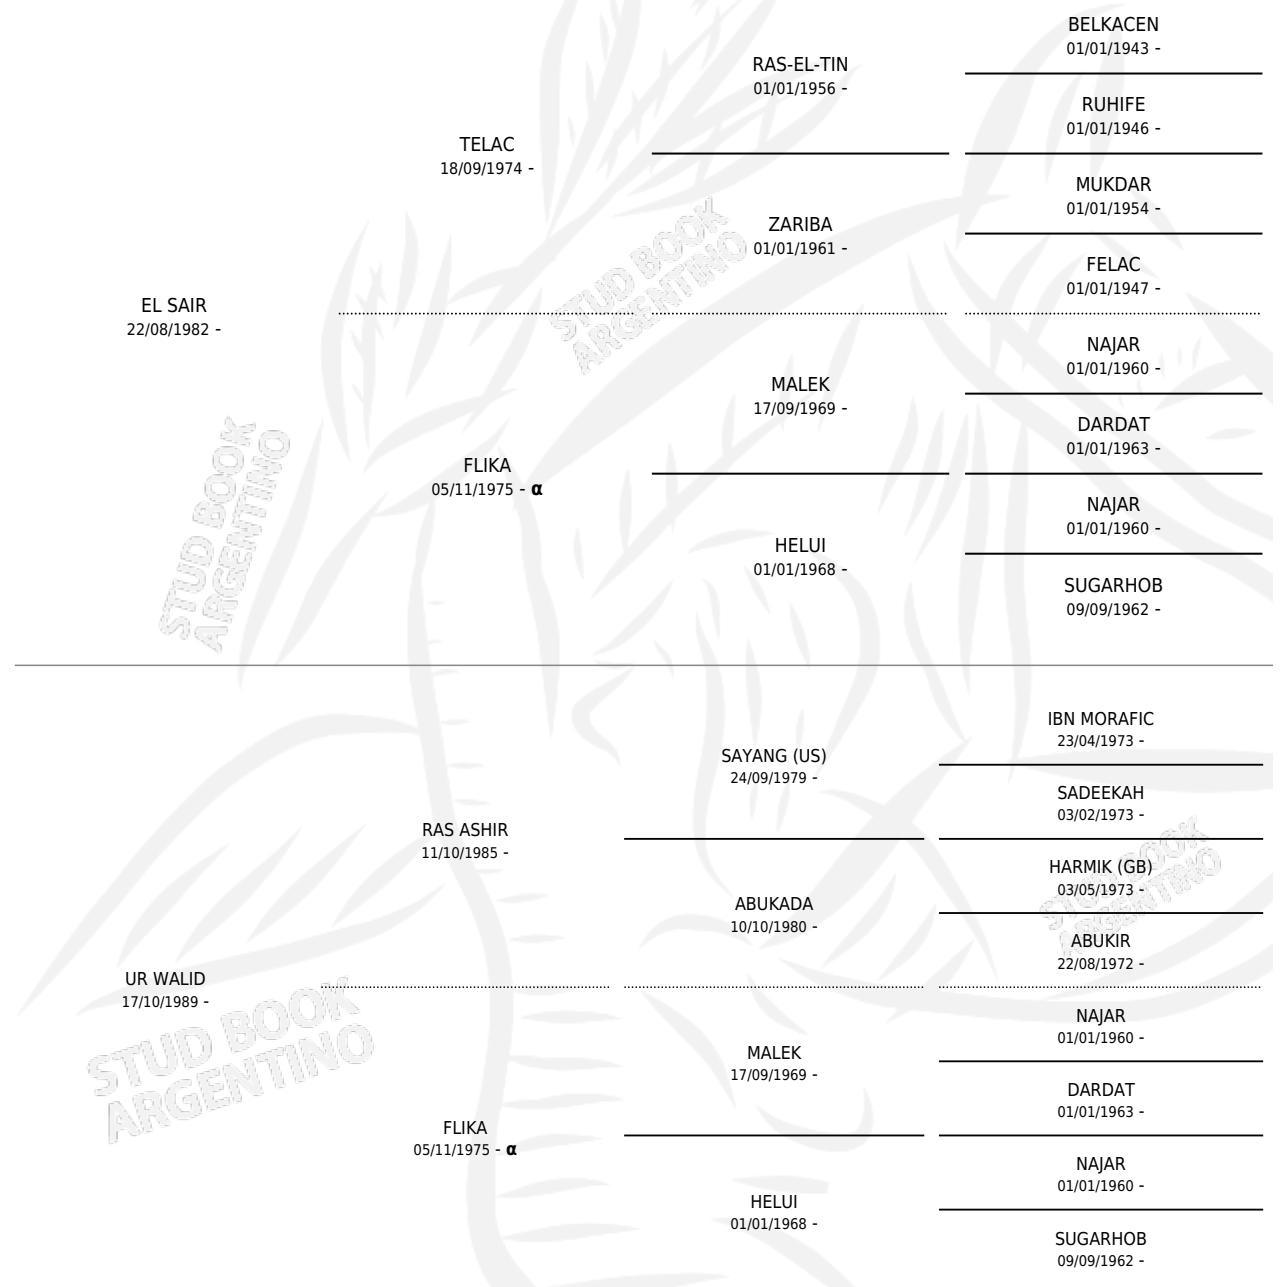 BELKACEN
01/01/1943 -
RAS-EL-TIN
01/01/1956 -
RUHIFE
01/01/1946 -
TELAC
18/09/1974 -
MUKDAR
01/01/1954 -
ZARIBA
01/01/1961 -
FELAC
01/01/1947 -
EL SAIR
22/08/1982 -
NAJAR
01/01/1960 -
MALEK
17/09/1969 -
DARDAT
01/01/1963 -
FLIKA
05/11/1975 - α
NAJAR
01/01/1960 -
HELUI
01/01/1968 -
SUGARHOB
09/09/1962 -
STUD BOOK
ARGENTINO
STUD BOOK
ARGENTINO
IBN MORAFIC
23/04/1973 -
SAYANG (US)
24/09/1979 -
SADEEKAH
03/02/1973 -
RAS ASHIR
11/10/1985 -
HARMIK (GB)
03/05/1973 -
ABUKADA
10/10/1980 -
ABUKIR
22/08/1972 -
UR WALID
17/10/1989 -
NAJAR
01/01/1960 -
MALEK
17/09/1969 -
DARDAT
01/01/1963 -
FLIKA
05/11/1975 - α
NAJAR
01/01/1960 -
HELUI
01/01/1968 -
SUGARHOB
09/09/1962 -
STUD BOOK
ARGENTINO
STUD BOOK
ARGENTINO